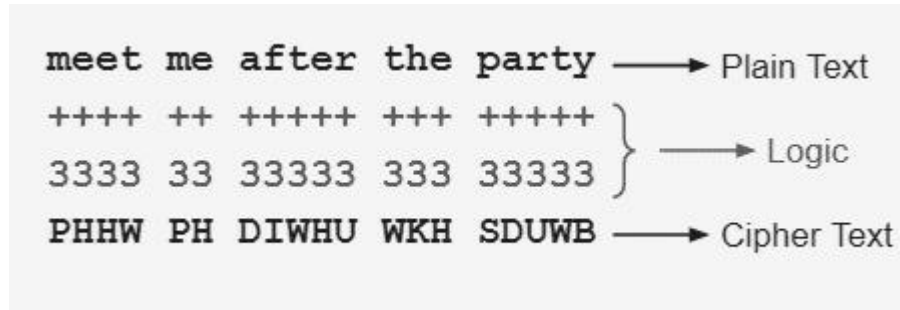 meet me after the party Plain Text
++++ ++ +++++ +++ +++++
3333 33 33333 333 33333
Logic
PHHW PH DIWHU WKH SDUWB Cipher Text